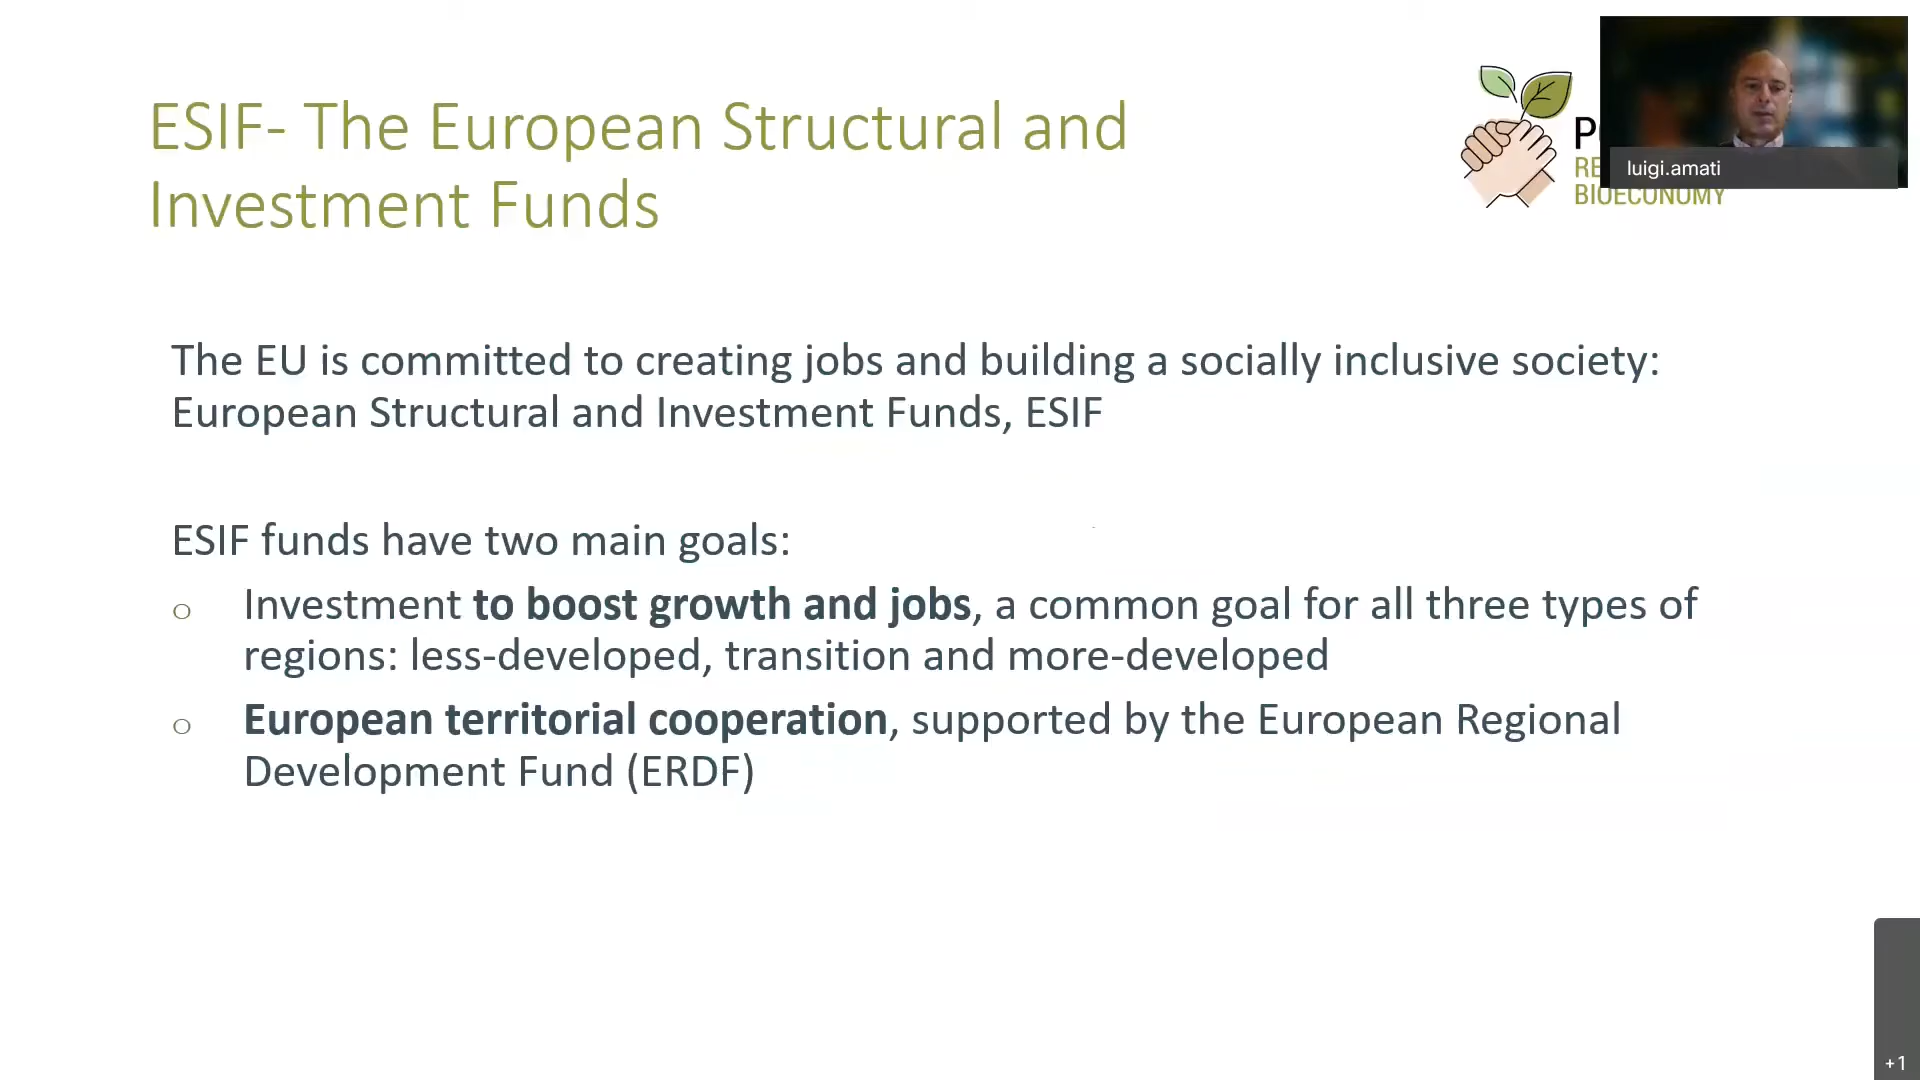 ESIF- The European Structural and
Investment Funds
luigi.amati
BIOECONOMY
The EU is committed to creating jobs and building a socially inclusive society:
European Structural and Investment Funds, ESIF
ESIF funds have two main goals:
o Investment to boost growth and jobs, a common goal for all three types of
regions: less-developed, transition and more-developed
o European territorial cooperation, supported by the European Regional
Development Fund (ERDF)
+1